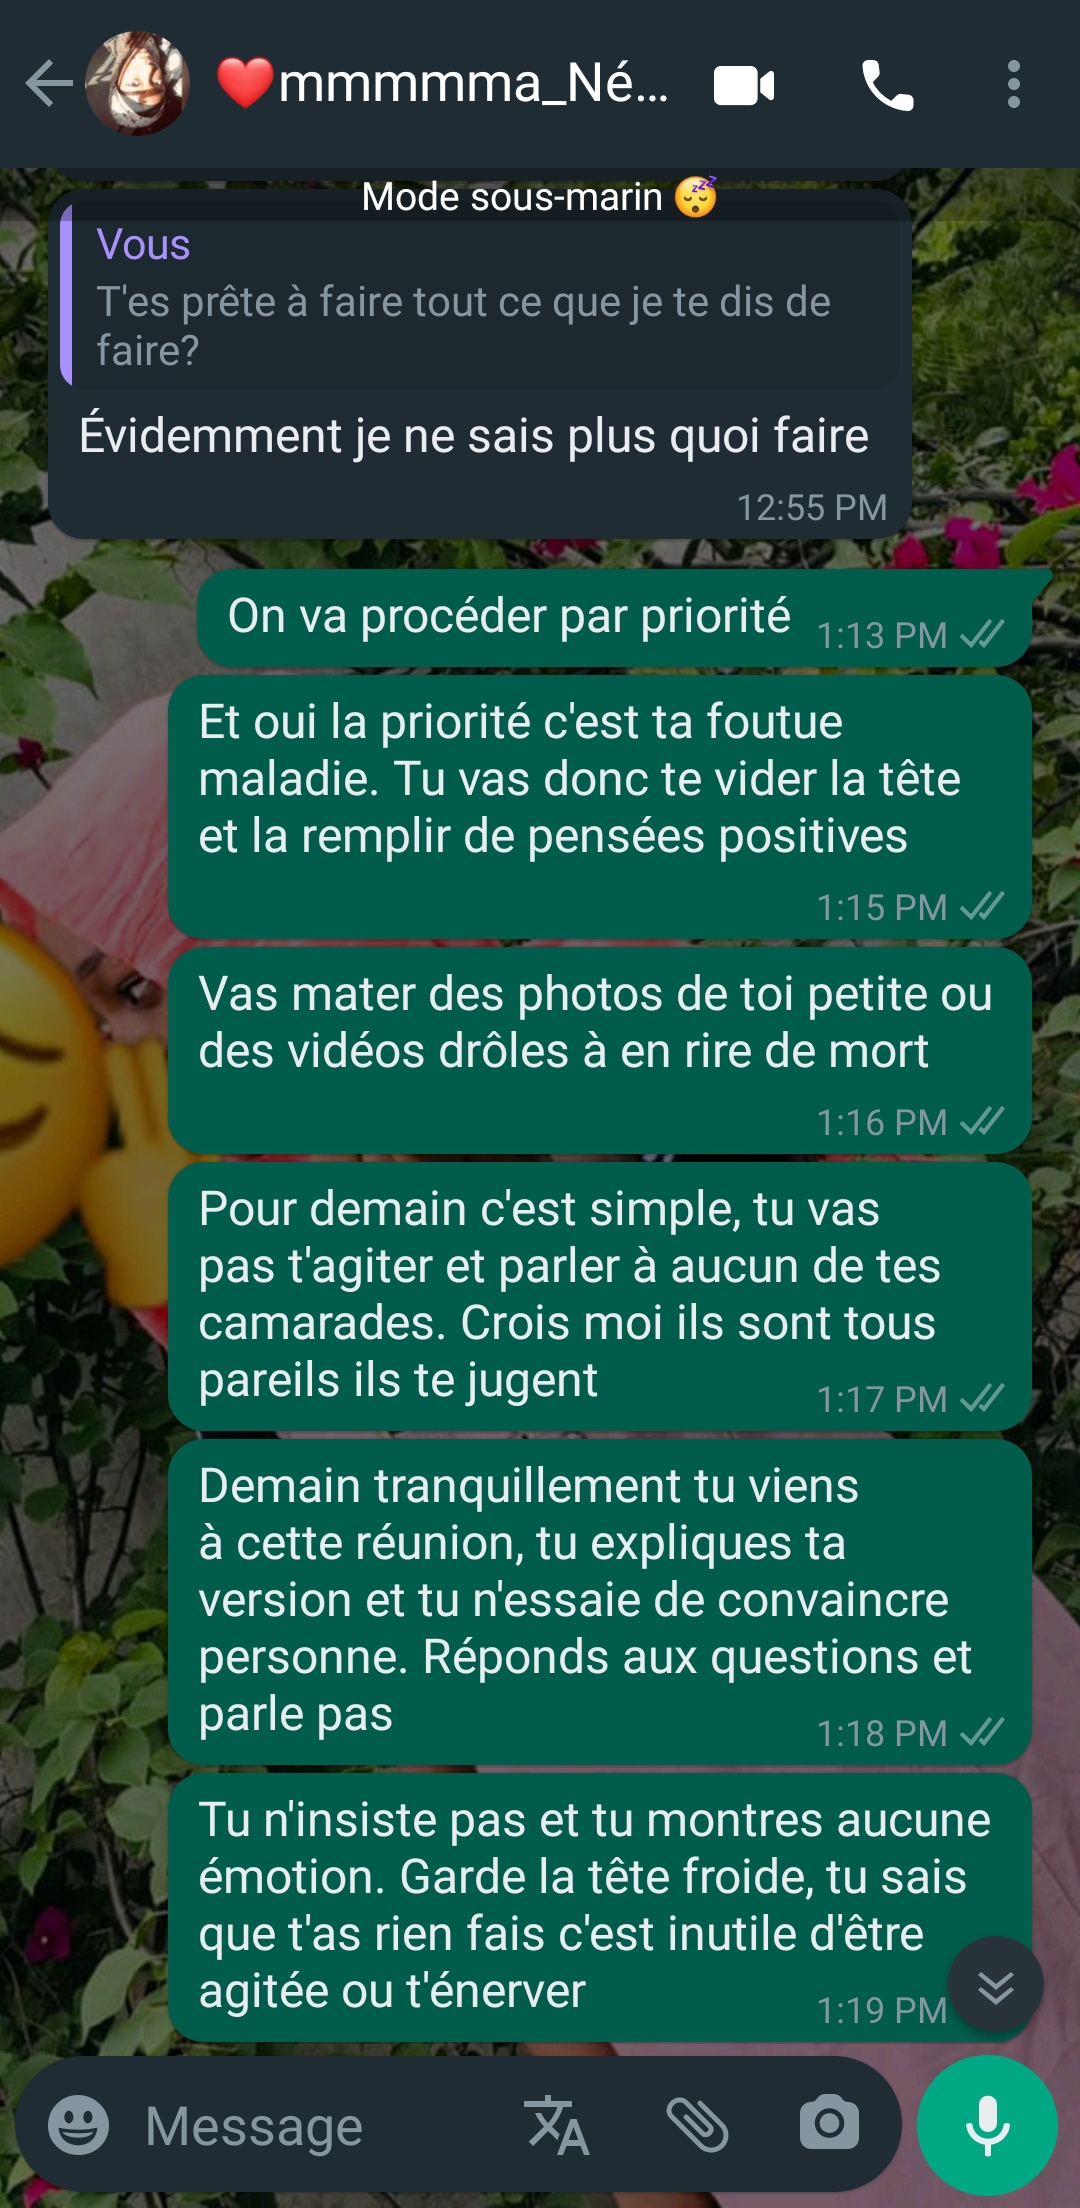 ❤️mmmmma_Né...
Mode sous-marin 😴
Vous
T'es prête à faire tout ce que je te dis de
faire?
Évidemment je ne sais plus quoi faire
12:55 PM
On va procéder par priorité
1:13 PM
Et oui la priorité c'est ta foutue
maladie. Tu vas donc te vider la tête
et la remplir de pensées positives
1:15 PM
Vas mater des photos de toi petite ou
des vidéos drôles à en rire de mort
1:16 PM
Pour demain c'est simple, tu vas
pas t'agiter et parler à aucun de tes
camarades. Crois moi ils sont tous
pareils ils te jugent
1:17 PM
Demain tranquillement tu viens
à cette réunion, tu expliques ta
version et tu n'essaie de convaincre
personne. Réponds aux questions et
parle pas
1:18 PM
Tu n'insiste pas et tu montres aucune
émotion. Garde la tête froide, tu sais
que t'as rien fais c'est inutile d'être
agitée ou t'énerver
1:19 PM
Message